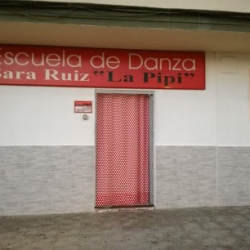 Escuela de Danza
Sara Ruiz "La Pipi"